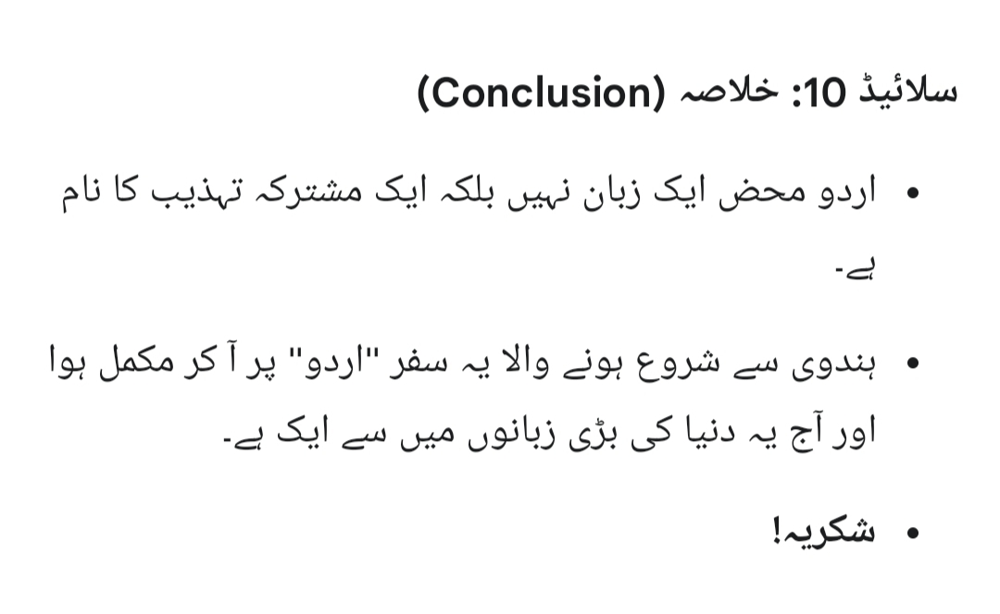 سلائیڈ 10: خلاصہ (Conclusion)
• اردو محض ایک زبان نہیں بلکہ ایک مشترکہ تہذیب کا نام
ہے۔
• ہندوی سے شروع ہونے والا یہ سفر "اردو" پر آ کر مکمل ہوا
اور آج یہ دنیا کی بڑی زبانوں میں سے ایک ہے۔
• شکریہ!